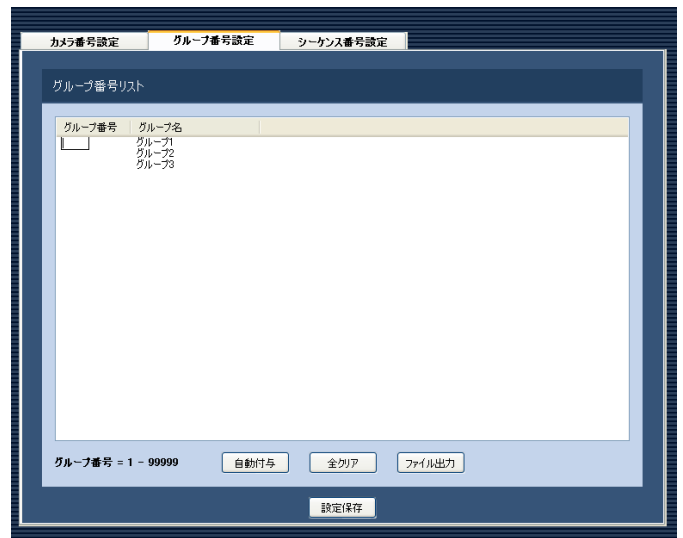 カメラ番号設定 グループ番号設定 シーケンス番号設定
グループ番号リスト
グループ番号 グループ名
グループ1
グループ2
グループ3
グループ番号 = 1 - 99999 自動付与 全クリア ファイル出力
設定保存